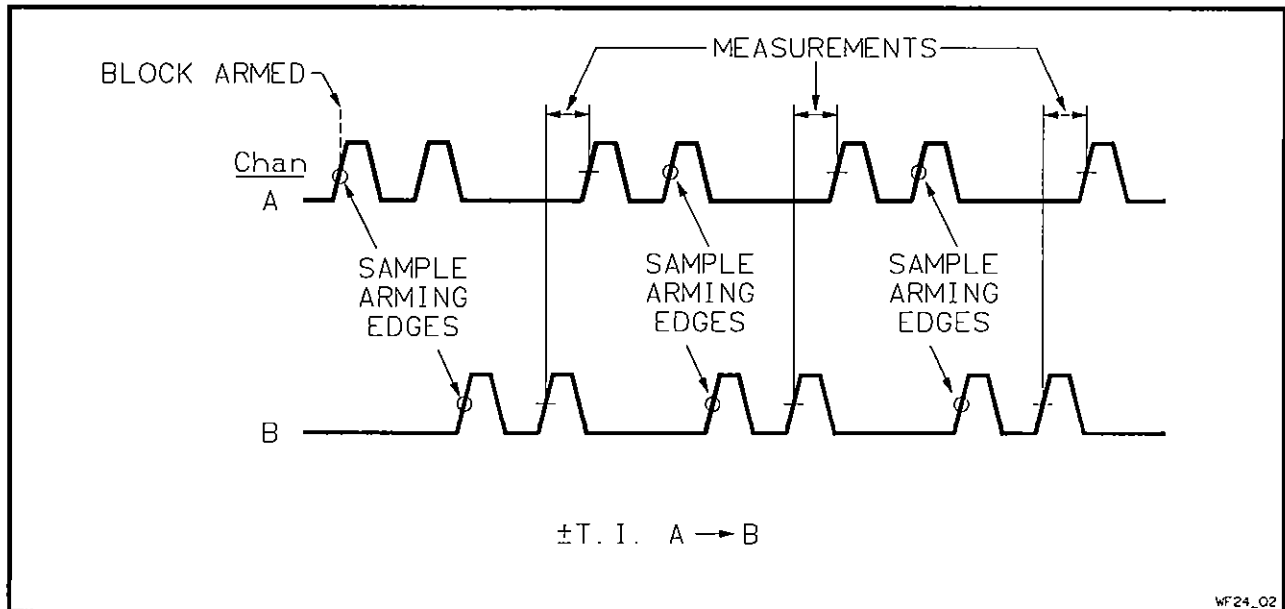 MEASUREMENTS
BLOCK ARMED
Chan
A
SAMPLE
ARMING
EDGES
SAMPLE
ARMING
EDGES
SAMPLE
ARMING
EDGES
B
±T.I. A → B
WF24_02